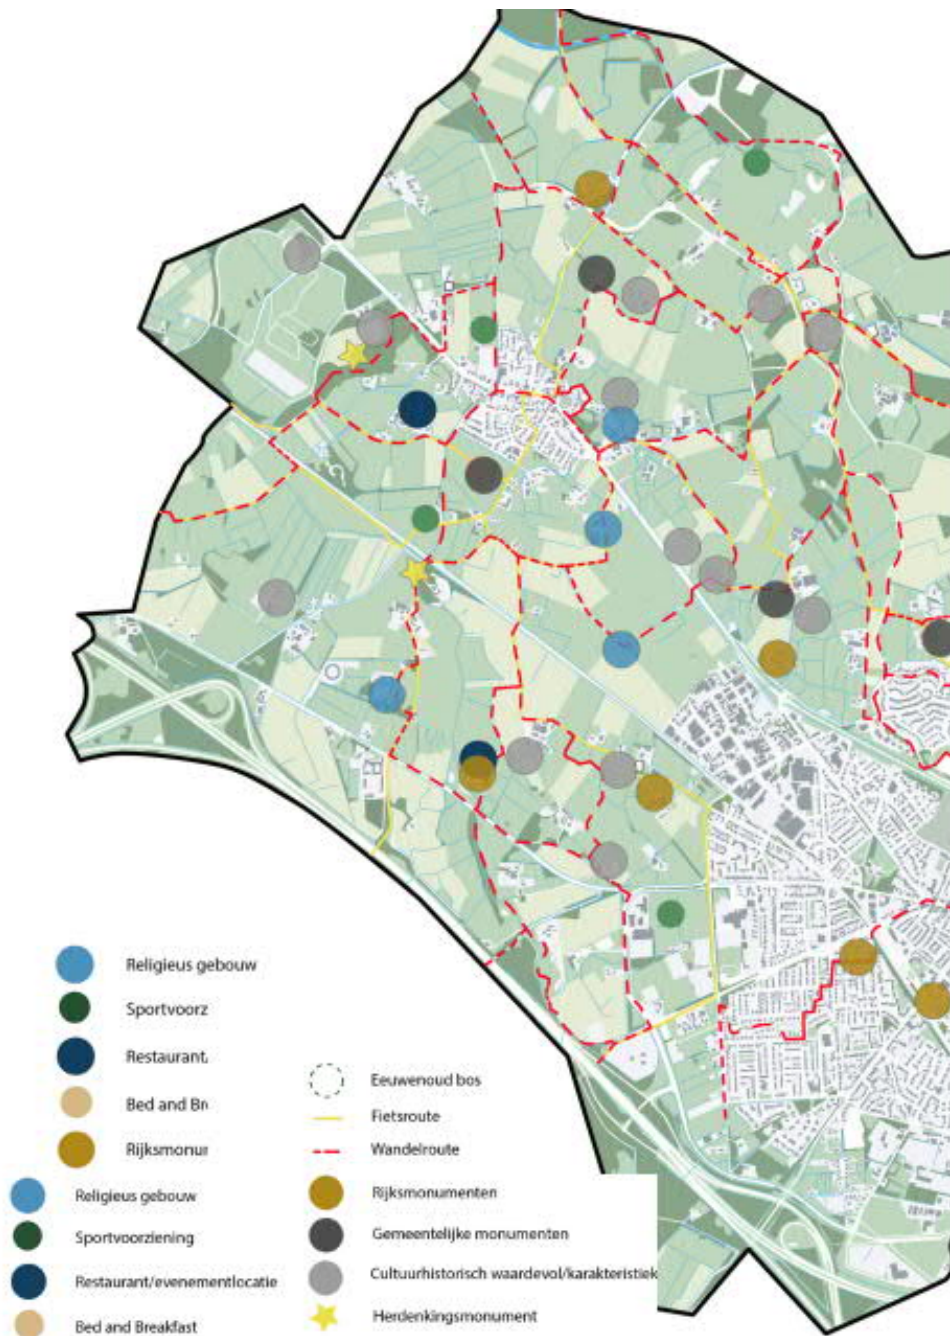 Religieus gebouw
Sportvoorz
Restaurant.
Bed and Br
Rijksmonur
Religieus gebouw
Sportvoorziening
Restaurant/evenementlocatie
Bed and Breakfast
Eeuwenoud bos
Fietsroute
Wandelroute
Rijksmonumenten
Gemeentelijke monumenten
Cultuurhistorisch waardevol/karakteristiek
Herdenkingsmonument